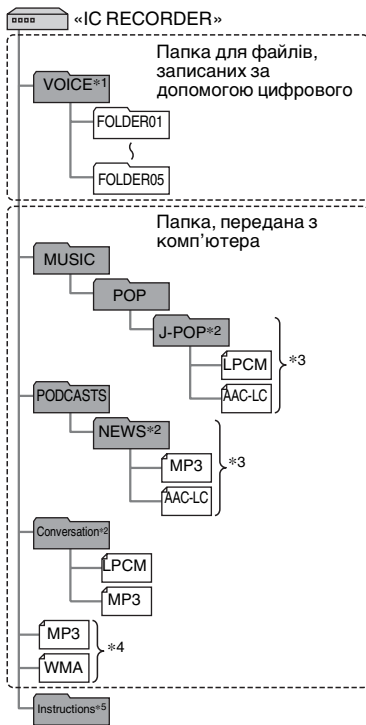 «IC RECORDER»
Папка для файлів,
записаних за
допомогою цифрового
VOICE*1
FOLDER01
FOLDER05
Папка, передана з
комп’ютера
MUSIC
POP
J-POP*2
LPCM
*3
AAC-LC
PODCASTS
NEWS*2
MP3
*3
AAC-LC
Conversation*2
LPCM
MP3
MP3
*4
WMA
Instructions*5